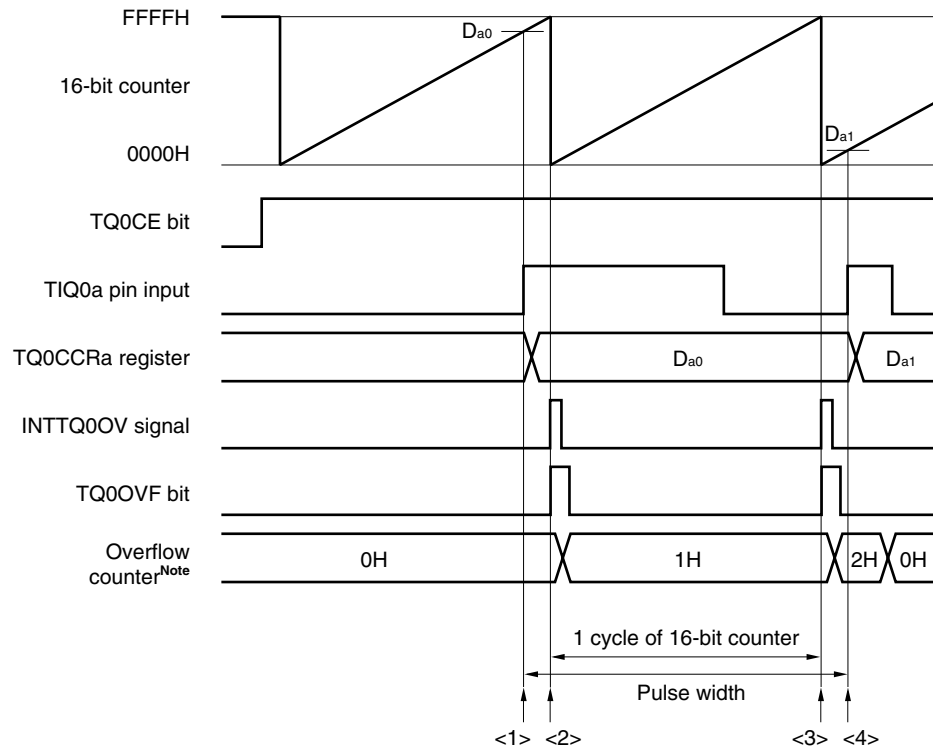 FFFFH
Da0
16-bit counter
0000H
Da1
TQ0CE bit
TIQ0a pin input
TQ0CCRa register
Da0
Da1
INTTQ0OV signal
TQ0OVF bit
Overflow
counterNote
0H
1H
2H
0H
1 cycle of 16-bit counter
Pulse width
<1> <2> <3> <4>